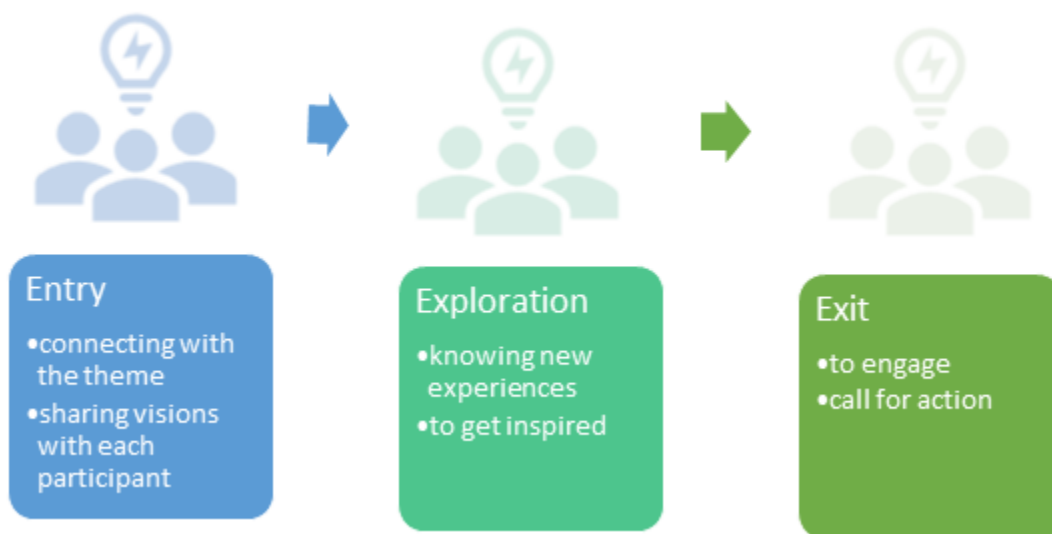 Entry
•connecting with
the theme
•sharing visions
with each
participant
Exploration
•knowing new
experiences
•to get inspired
Exit
•to engage
•call for action